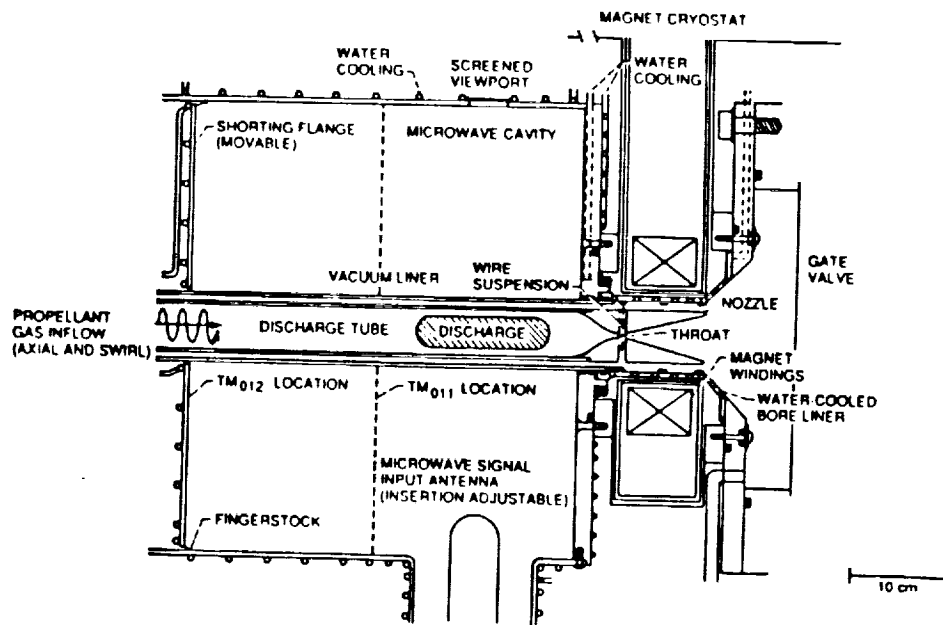 MAGNET CRYOSTAT
WATER
COOLING
SCREENED
VIEWPORT
WATER
COOLING
SHORTING FLANGE
(MOVABLE)
MICROWAVE CAVITY
VACUUM LINER
WIRE
SUSPENSION
GATE
VALVE
NOZZLE
PROPELLANT
GAS INFLOW
(AXIAL AND SWIRL)
DISCHARGE TUBE
DISCHARGE
THROAT
MAGNET
WINDINGS
TM012 LOCATION
TM011 LOCATION
WATER-COOLED
BORE LINER
MICROWAVE SIGNAL
INPUT ANTENNA
(INSERTION ADJUSTABLE)
FINGERSTOCK
10 cm